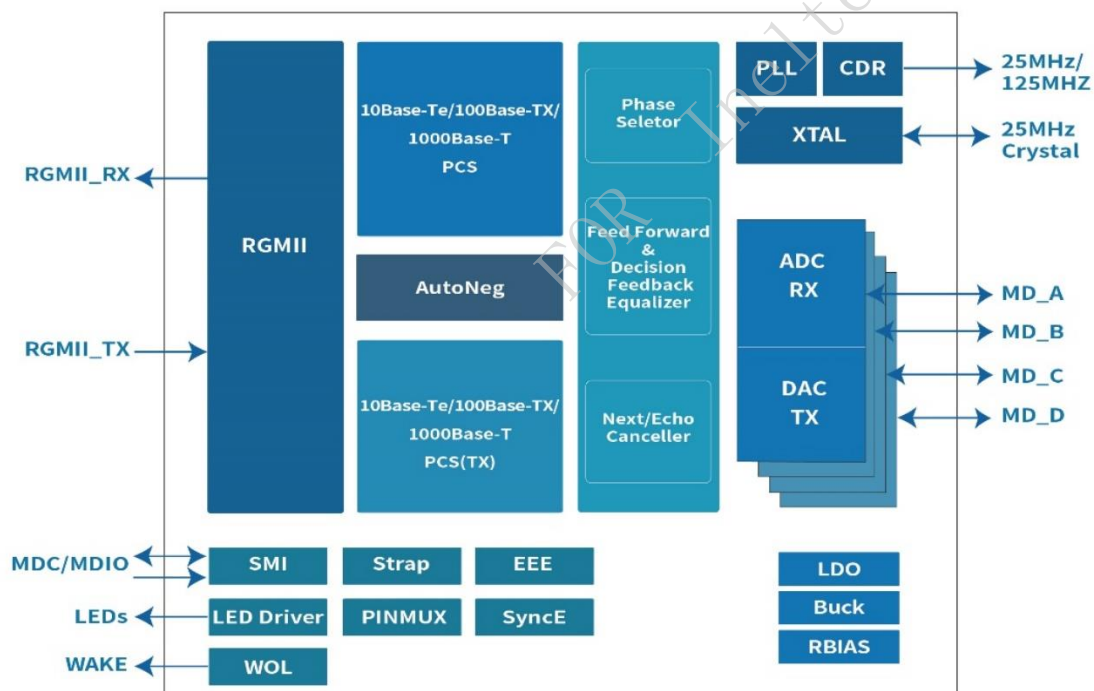 RGMII_RX
RGMII_TX
RGMII
10Base-Te/100Base-TX/
1000Base-T
PCS
AutoNeg
10Base-Te/100Base-TX/
1000Base-T
PCS(TX)
Phase
Seletor
Feed Forward
&
Decision
Feedback
Equalizer
Next/Echo
Canceller
PLL
CDR
25MHz/
125MHZ
XTAL
25MHz
Crystal
ADC
RX
DAC
TX
MD_A
MD_B
MD_C
MD_D
MDC/MDIO
SMI
Strap
EEE
LEDs
LED Driver
PINMUX
SyncE
WAKE
WOL
LDO
Buck
RBIAS
FOR